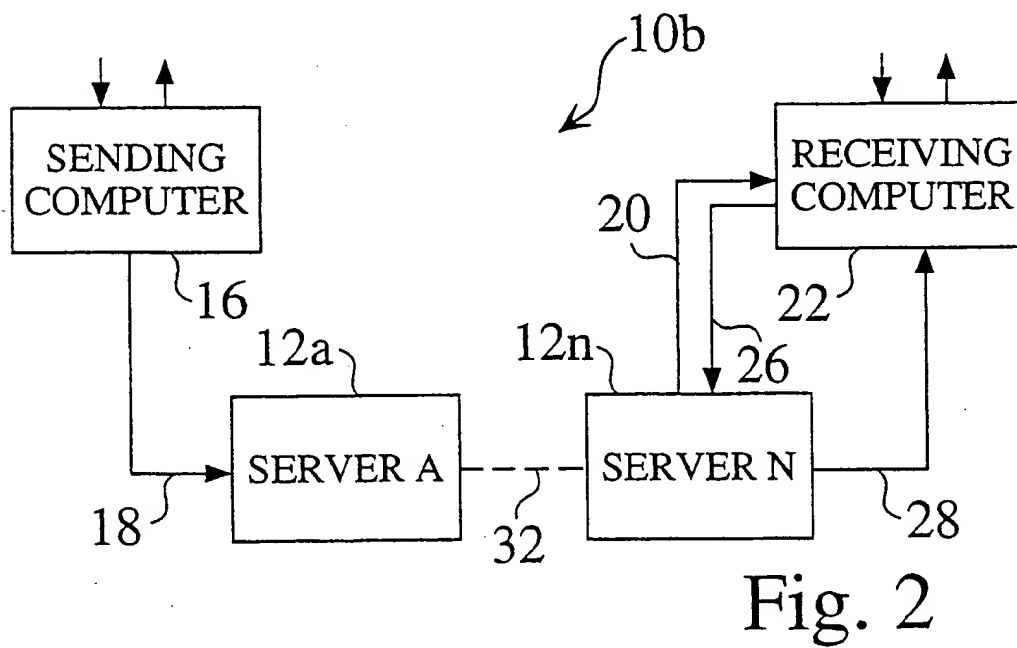 10b
SENDING
COMPUTER
RECEIVING
COMPUTER
20
16
22
26
12a
12n
SERVER A
SERVER N
18
32
28
Fig. 2